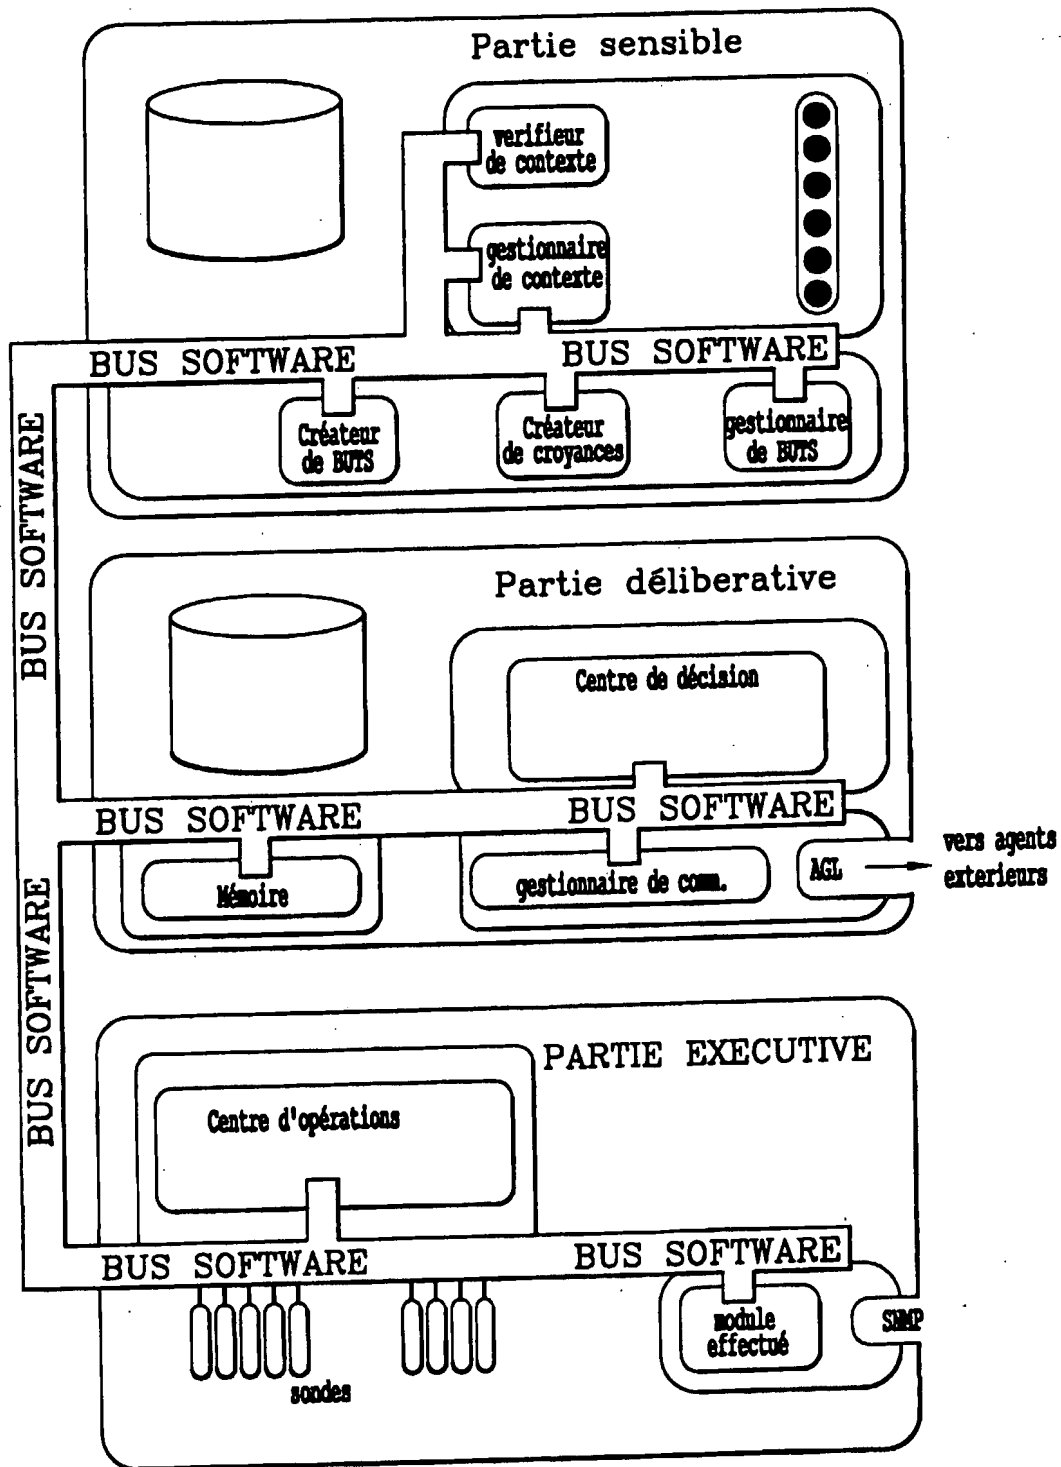 Partie sensible
verifieur
de contexte
gestionnaire
de contexte
BUS SOFTWARE
BUS SOFTWARE
Créateur
de BUTS
Créateur
de croyances
gestionnaire
de BUTS
BUS SOFTWARE
Partie déliberative
Centre de décision
BUS SOFTWARE
BUS SOFTWARE
Mémoire
gestionnaire de comm.
AGL
vers agents
exterieurs
BUS SOFTWARE
PARTIE EXECUTIVE
Centre d'opérations
BUS SOFTWARE
BUS SOFTWARE
sondes
module
effectué
SNMP